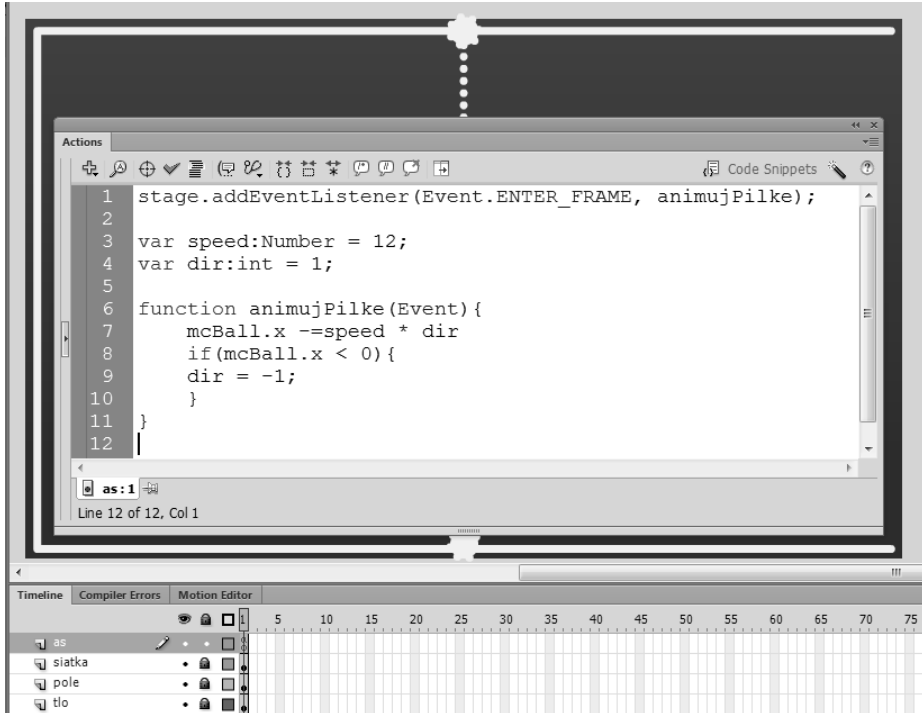 Actions
Code Snippets
1 stage.addEventListener(Event.ENTER_FRAME, animujPilke);
2
3 var speed:Number = 12;
4 var dir:int = 1;
5
6 function animujPilke(Event){
7 mcBall.x -=speed * dir
8 if(mcBall.x < 0){
9 dir = -1;
10 }
11 }
12
as:1
Line 12 of 12, Col 1
Timeline Compiler Errors Motion Editor
1 5 10 15 20 25 30 35 40 45 50 55 60 65 70 75
as
siatka
pole
tlo